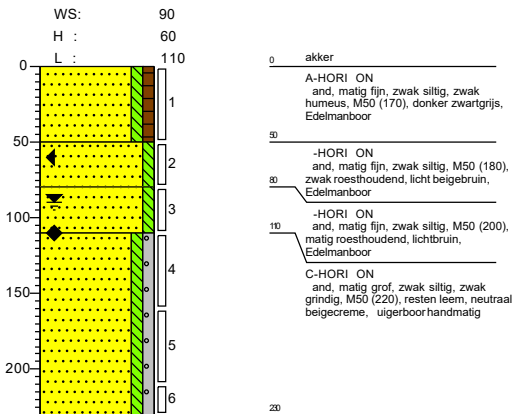 WS: 90
H : 60
L : 110
0
50
100
150
200
1
2
3
4
5
6
0 akker
A-HORI ON
and, matig fijn, zwak siltig, zwak
humeus, M50 (170), donker zwartgrijs,
Edelmanboor
50
-HORI ON
and, matig fijn, zwak siltig, M50 (180),
zwak roesthoudend, licht beigebruin,
Edelmanboor
80
-HORI ON
and, matig fijn, zwak siltig, M50 (200),
matig roesthoudend, lichtbruin,
Edelmanboor
110
C-HORI ON
and, matig grof, zwak siltig, zwak
grindig, M50 (220), resten leem, neutraal
beigecreme, uigerboor handmatig
230